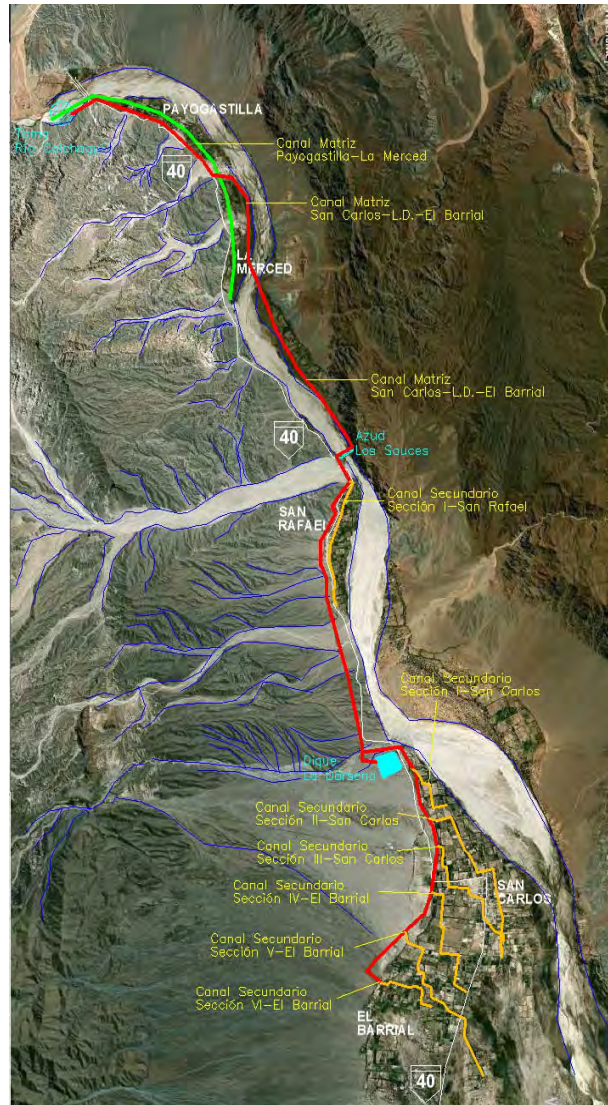 PAYOGASTILLA
Toma
Río Calchaquí
40
Canal Matriz
Payogastilla-La Merced
Canal Matriz
San Carlos-L.D.-El Barrial
LA
MERCED
Canal Matriz
San Carlos-L.D.-El Barrial
40
Azud
Los Sauces
Canal Secundario
Sección I-San Rafael
SAN
RAFAEL
Canal Secundario
Sección II-San Carlos
Dique
La Dársena
Canal Secundario
Sección II-San Carlos
Canal Secundario
Sección III-San Carlos
Canal Secundario
Sección IV-El Barrial
SAN
CARLOS
Canal Secundario
Sección V-El Barrial
Canal Secundario
Sección VI-El Barrial
EL
BARRIAL
40